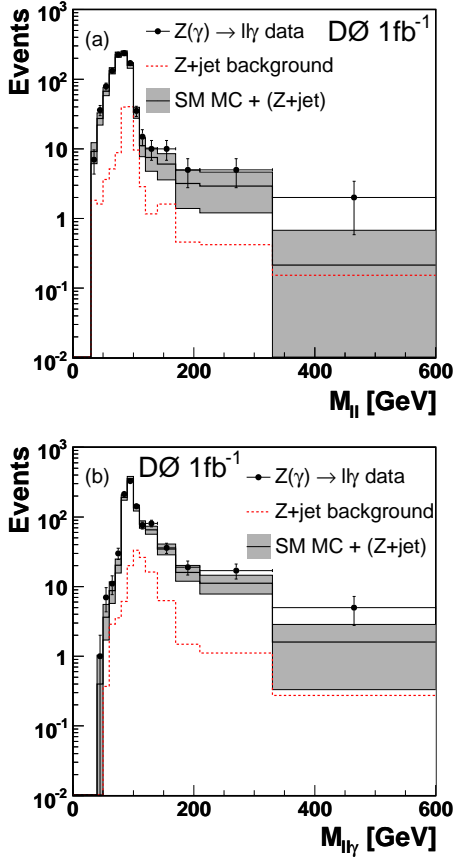 (a)
DØ 1fb⁻¹
Z(γ) → llγ data
Z+jet background
SM MC + (Z+jet)
Events
10³
10²
10
1
10⁻¹
10⁻²
0 200 400 600
M_ll [GeV]
(b)
DØ 1fb⁻¹
Z(γ) → llγ data
Z+jet background
SM MC + (Z+jet)
Events
10³
10²
10
1
10⁻¹
10⁻²
0 200 400 600
M_llγ [GeV]